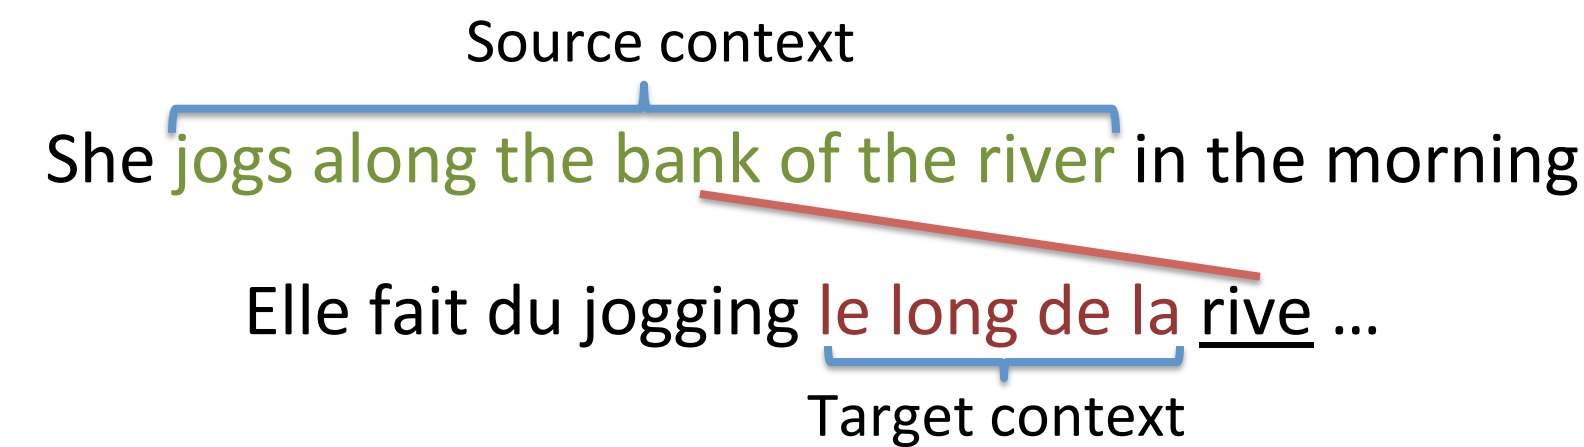 Source context
She jogs along the bank of the river in the morning
Elle fait du jogging le long de la rive ...
Target context